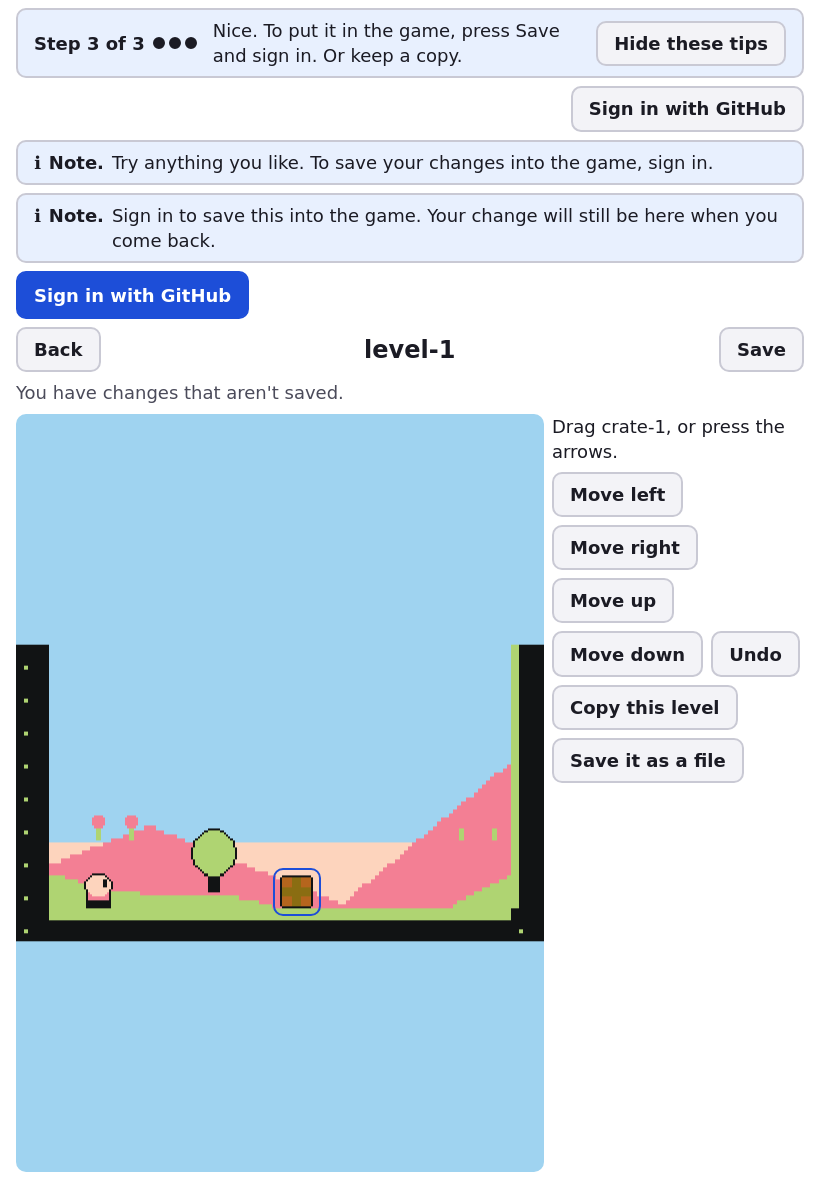 Step 3 of 3 ●●● Nice. To put it in the game, press Save
and sign in. Or keep a copy.
Hide these tips
Sign in with GitHub
ℹ Note. Try anything you like. To save your changes into the game, sign in.
ℹ Note. Sign in to save this into the game. Your change will still be here when you
come back.
Sign in with GitHub
Back
level-1
Save
You have changes that aren't saved.
Drag crate-1, or press the
arrows.
Move left
Move right
Move up
Move down
Undo
Copy this level
Save it as a file